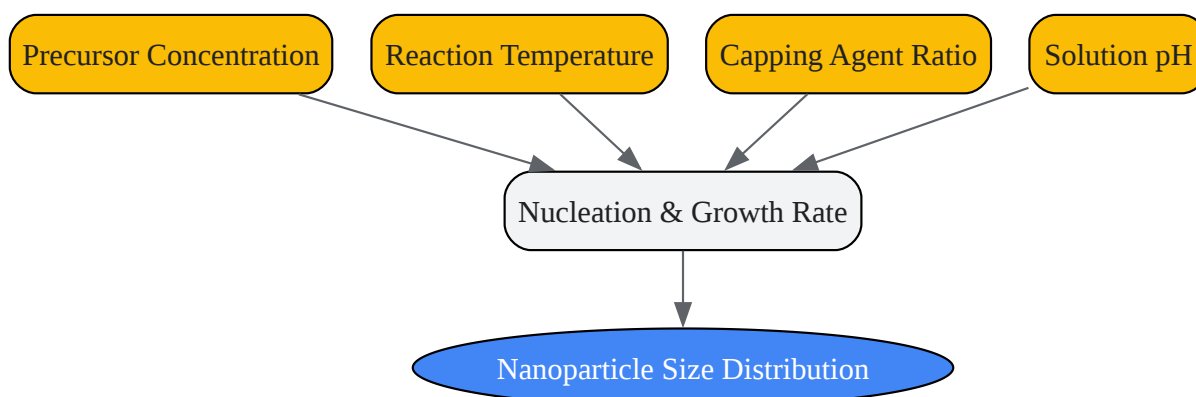 Precursor Concentration
Reaction Temperature
Capping Agent Ratio
Solution pH
Nucleation & Growth Rate
Nanoparticle Size Distribution